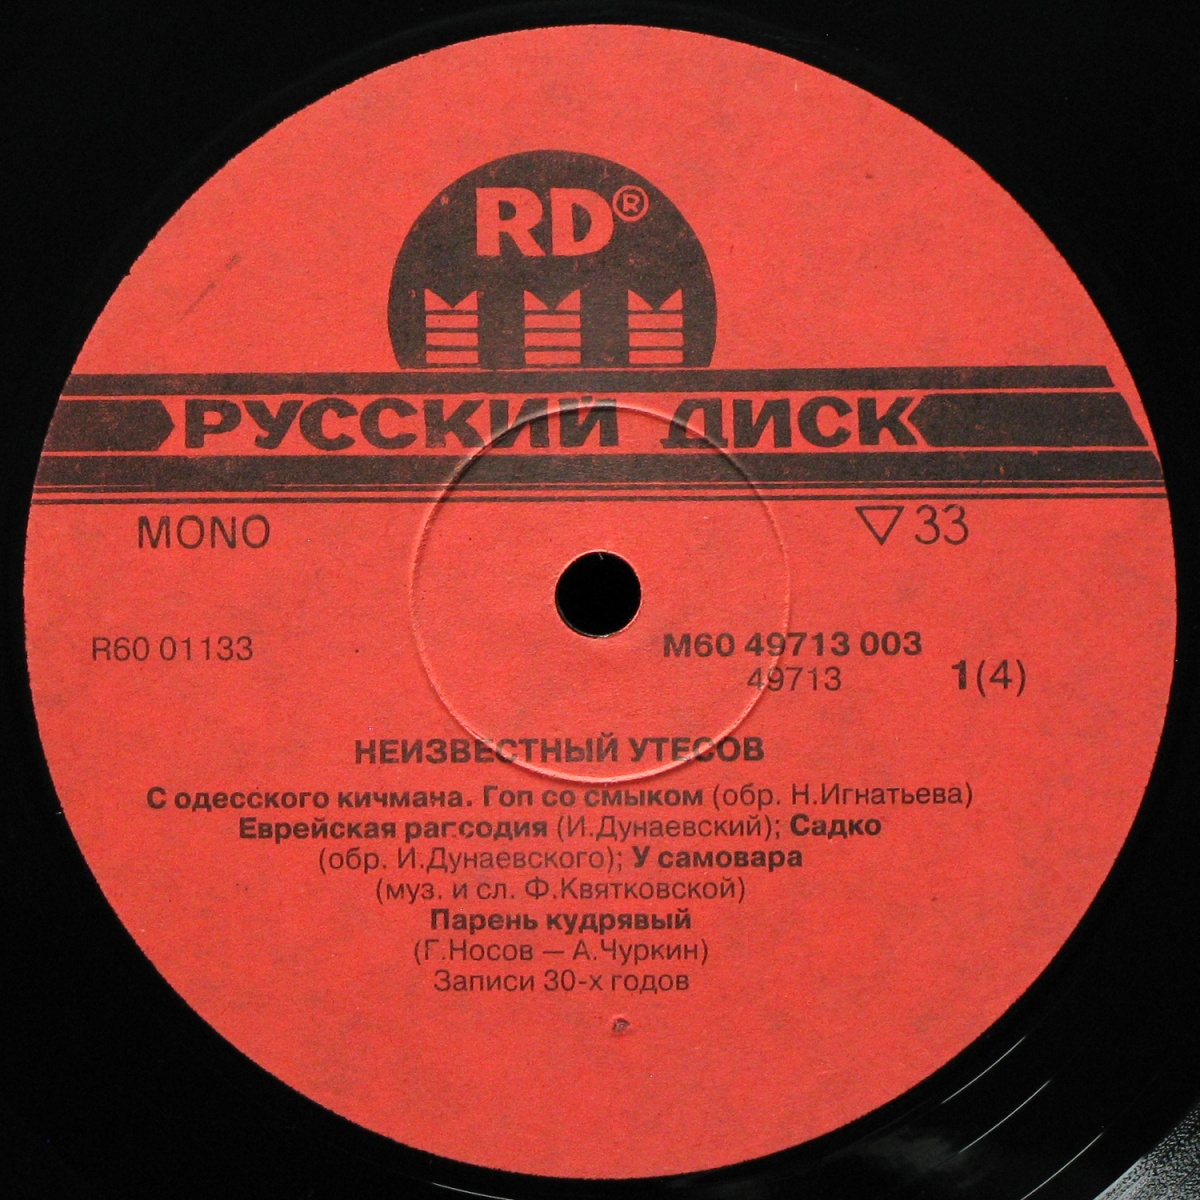 RD®
РУССКИЙ ДИСК
MONO
▽33
R60 01133
М60 49713 003
49713
1(4)
НЕИЗВЕСТНЫЙ УТЕСОВ
С одесского кичмана. Гоп со смыком (обр. Н.Игнатьева)
Еврейская рапсодия (И.Дунаевский); Садко
(обр. И.Дунаевского); У самовара
(муз. и сл. Ф.Квятковской)
Парень кудрявый
(Г.Носов — А.Чуркин)
Записи 30-х годов